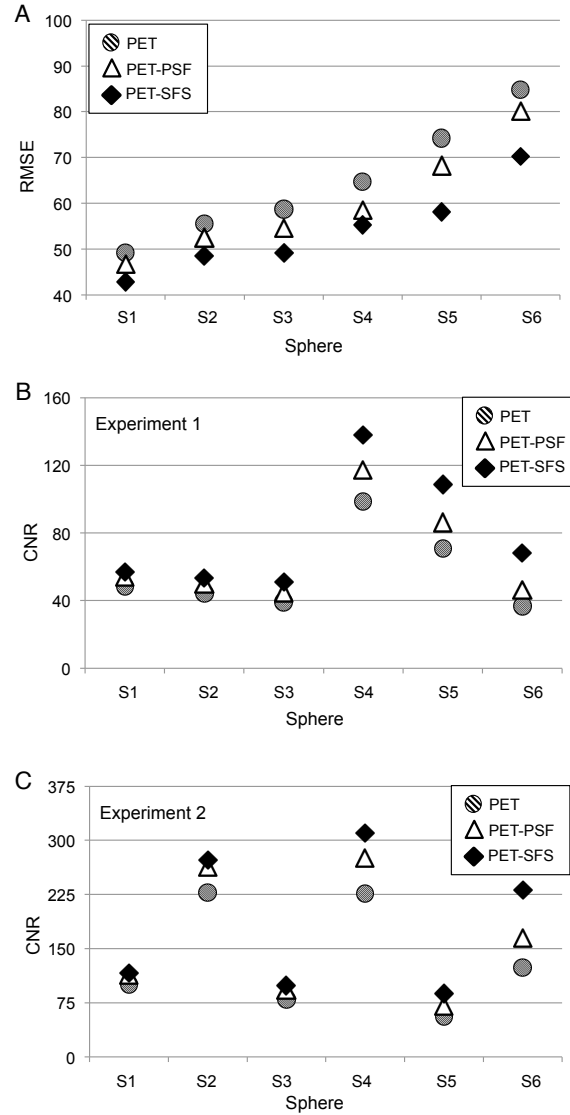 A
PET
PET-PSF
PET-SFS
100
90
80
70
60
50
40
RMSE
S1 S2 S3 S4 S5 S6
Sphere
B
Experiment 1
PET
PET-PSF
PET-SFS
160
120
80
40
0
CNR
S1 S2 S3 S4 S5 S6
Sphere
C
Experiment 2
PET
PET-PSF
PET-SFS
375
300
225
150
75
0
CNR
S1 S2 S3 S4 S5 S6
Sphere